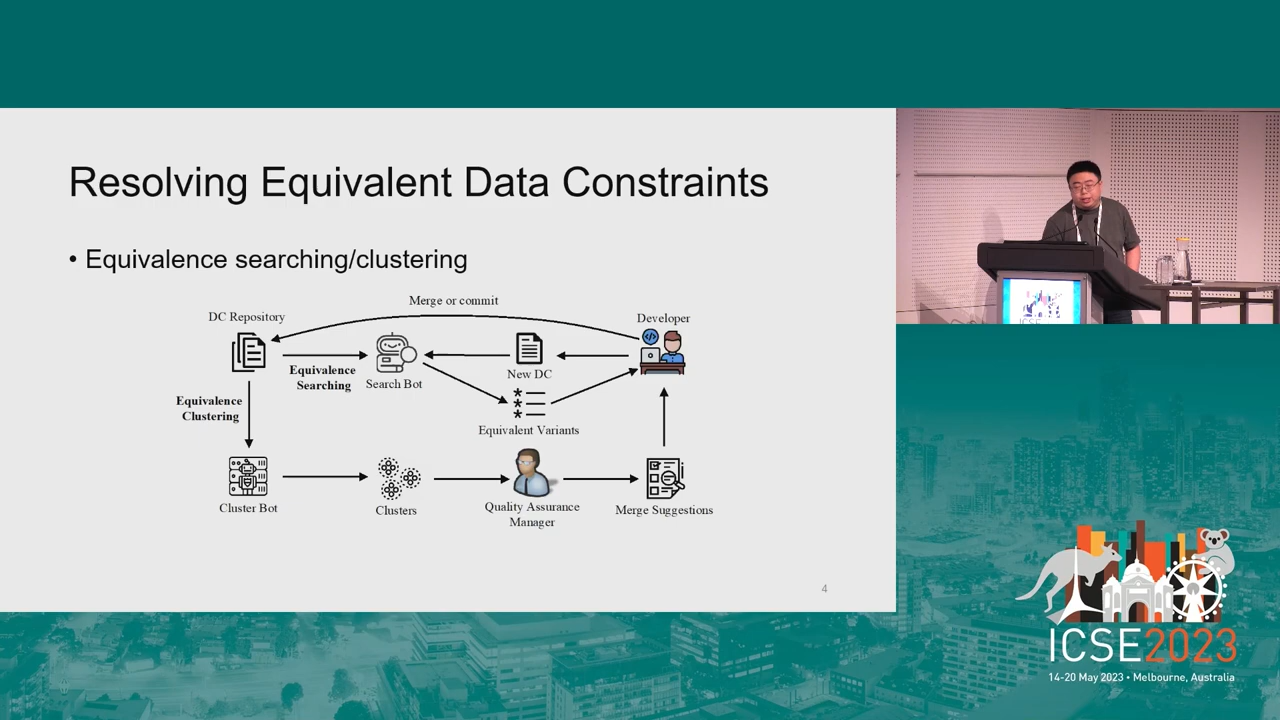 Resolving Equivalent Data Constraints
• Equivalence searching/clustering
Merge or commit
DC Repository
Developer
Equivalence
Searching
Search Bot
New DC
Equivalence
Clustering
Equivalent Variants
Cluster Bot
Clusters
Quality Assurance
Manager
Merge Suggestions
4
ICSE2023
14-20 May 2023 • Melbourne, Australia